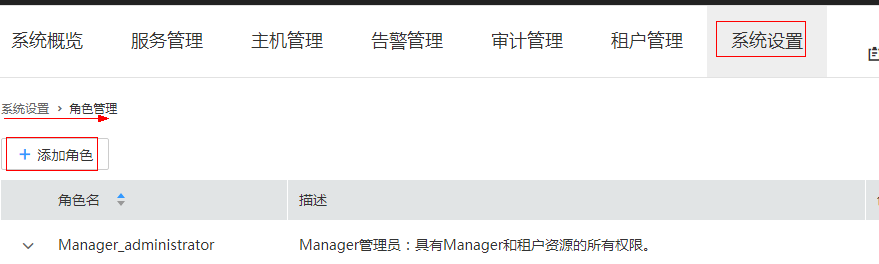 系统概览 服务管理 主机管理 告警管理 审计管理 租户管理 系统设置
系统设置 > 角色管理
+ 添加角色
角色名 描述
Manager_administrator Manager管理员：具有Manager和租户资源的所有权限。